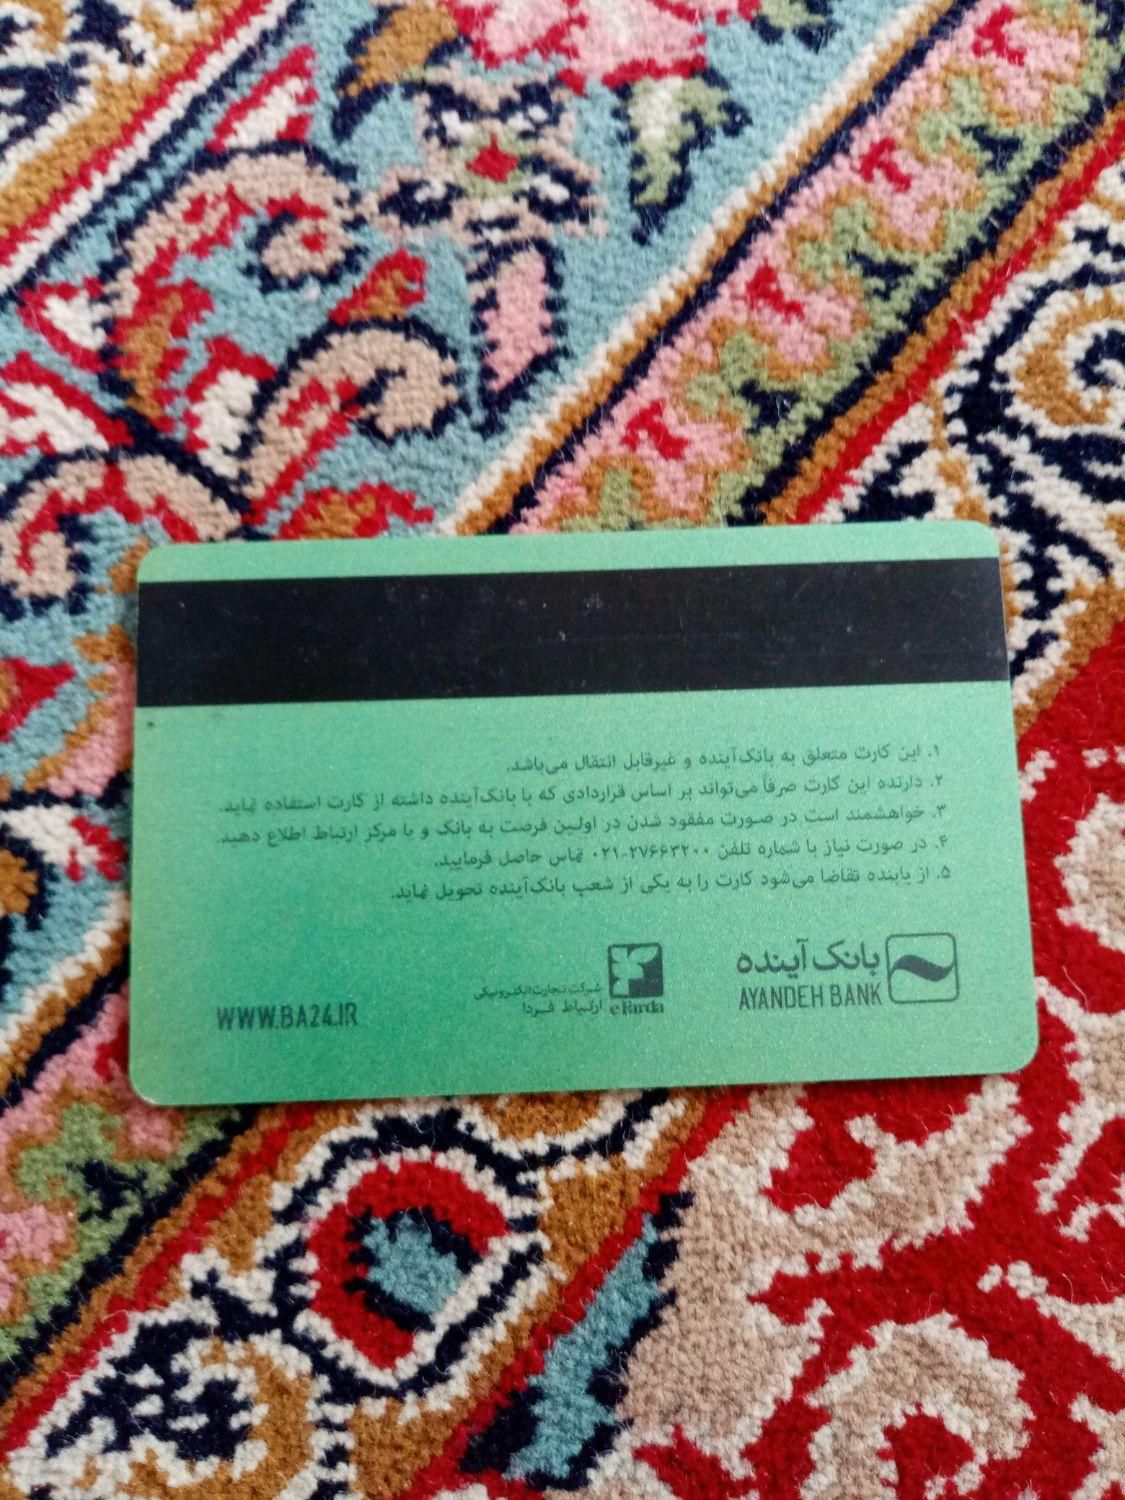 ۱. این کارت متعلق به بانک‌آینده و غیرقابل انتقال می‌باشد.
۲. دارنده این کارت صرفاً می‌تواند بر اساس قراردادی که با بانک‌آینده داشته از کارت استفاده نماید.
۳. خواهشمند است در صورت مفقود شدن در اولین فرصت به بانک و یا مرکز ارتباط اطلاع دهید.
۴. در صورت نیاز با شماره تلفن ۲۷۶۶۳۲۰۰-۰۲۱ تماس حاصل فرمایید.
۵. از یابنده تقاضا می‌شود کارت را به یکی از شعب بانک‌آینده تحویل نماید.
بانک آینده
AYANDEH BANK
شرکت تجارت الکترونیکی
ارتباط فردا
e Farda
WWW.BA24.IR